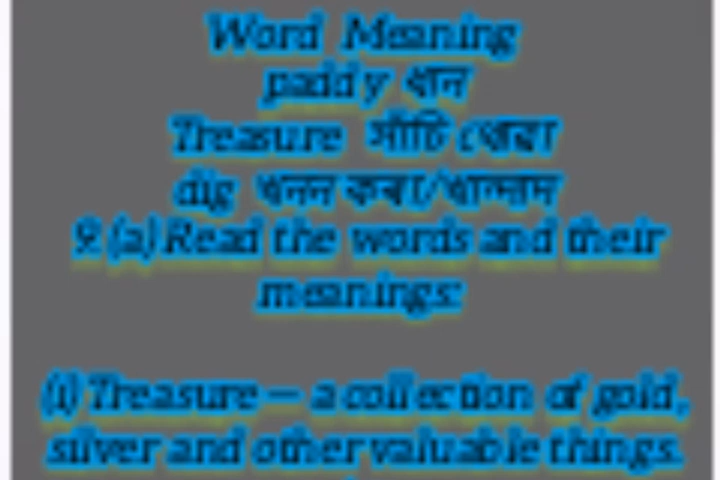 Word Meaning
paddy ধান
Treasure সাঁচি থোৱা
dig খনন কৰা/খান্দাদ
9. (a) Read the words and their
meanings:
(i) Treasure — a collection of gold,
silver and other valuable things.